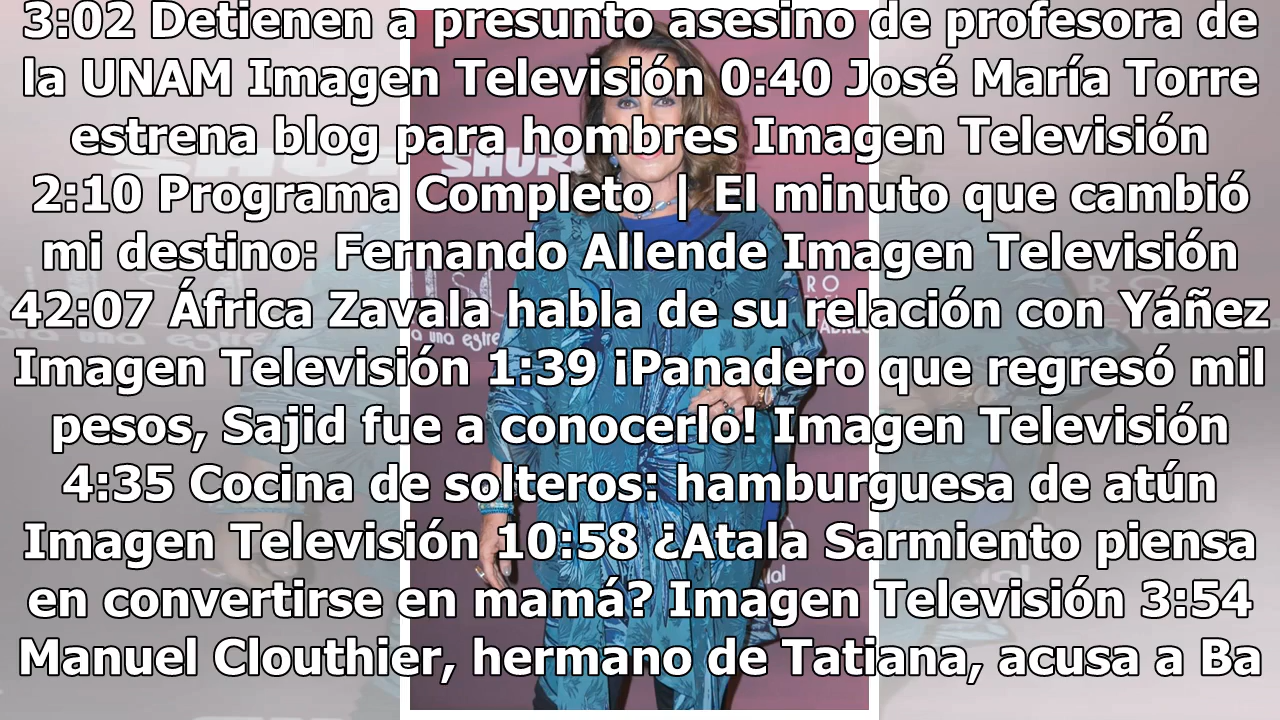 3:02 Detienen a presunto asesino de profesora de
la UNAM Imagen Televisión 0:40 José María Torre
estrena blog para hombres Imagen Televisión
2:10 Programa Completo | El minuto que cambió
mi destino: Fernando Allende Imagen Televisión
42:07 África Zavala habla de su relación con Yáñez
Imagen Televisión 1:39 ¡Panadero que regresó mil
pesos, Sajid fue a conocerlo! Imagen Televisión
4:35 Cocina de solteros: hamburguesa de atún
Imagen Televisión 10:58 ¿Atala Sarmiento piensa
en convertirse en mamá? Imagen Televisión 3:54
Manuel Clouthier, hermano de Tatiana, acusa a Ba
SHURE